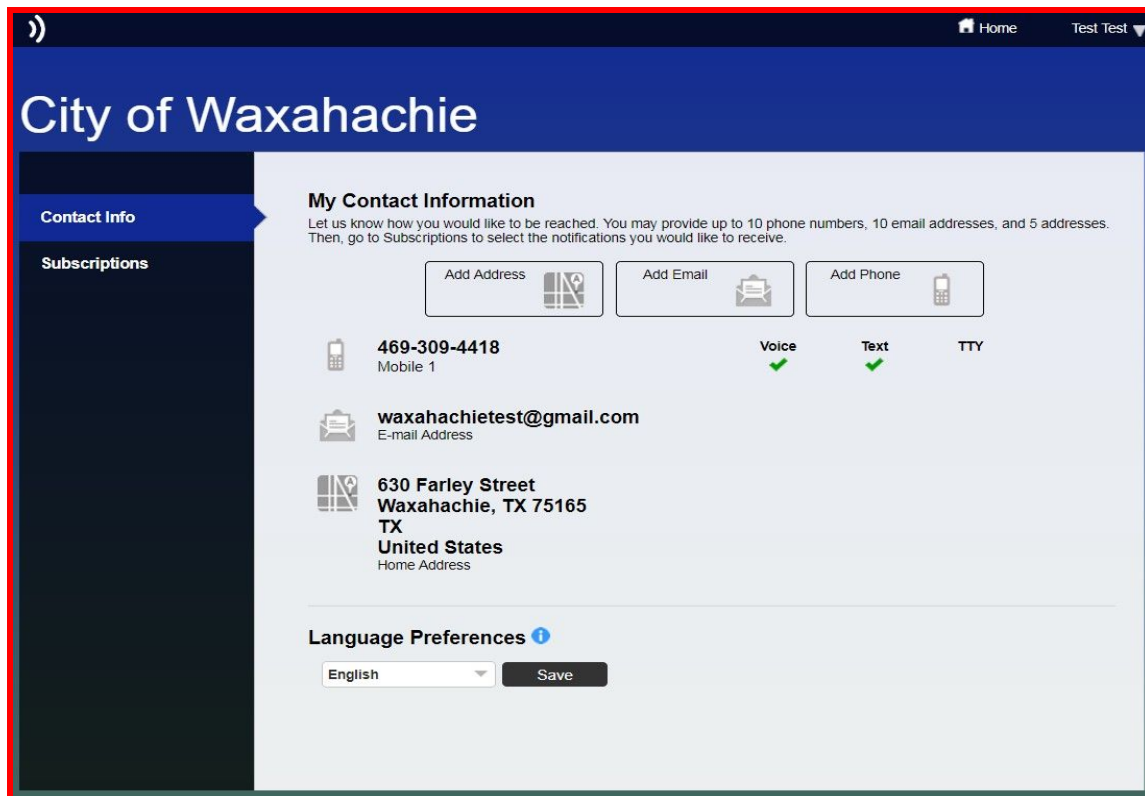 Home
Test Test
City of Waxahachie
Contact Info
Subscriptions
My Contact Information
Let us know how you would like to be reached. You may provide up to 10 phone numbers, 10 email addresses, and 5 addresses.
Then, go to Subscriptions to select the notifications you would like to receive.
Add Address
Add Email
Add Phone
469-309-4418
Mobile 1
Voice
Text
TTY
waxahachietest@gmail.com
E-mail Address
630 Farley Street
Waxahachie, TX 75165
TX
United States
Home Address
Language Preferences
English
Save